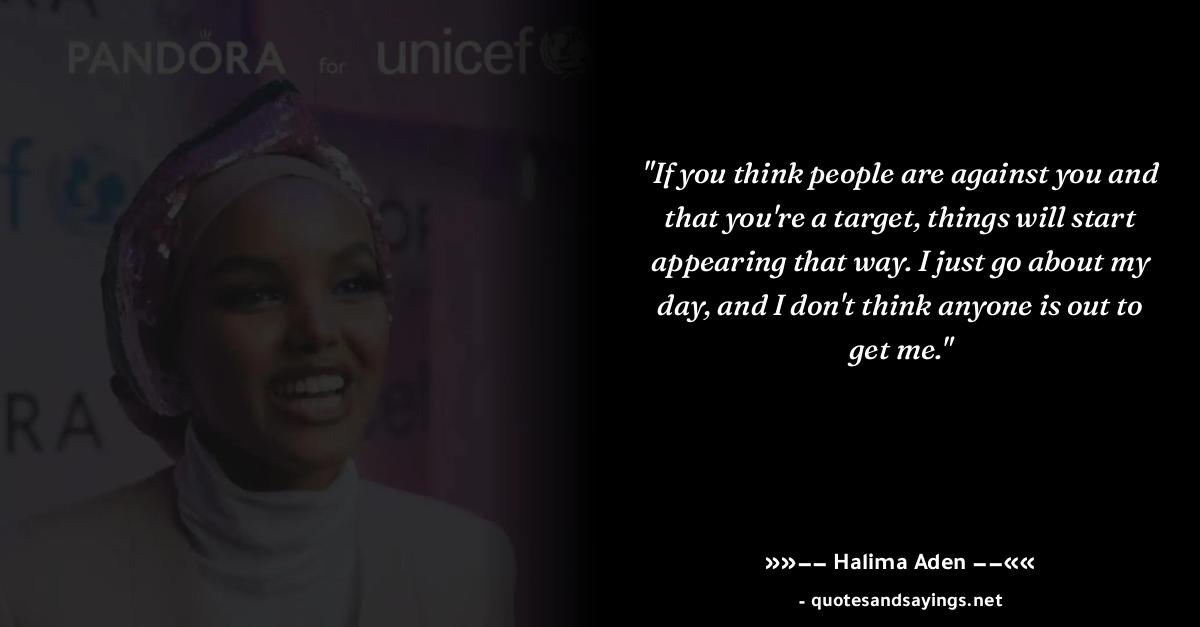 PANDORA for unicef
f
"If you think people are against you and
that you're a target, things will start
appearing that way. I just go about my
day, and I don't think anyone is out to
get me."
RA
»»–– Halima Aden ––««
- quotesandsayings.net